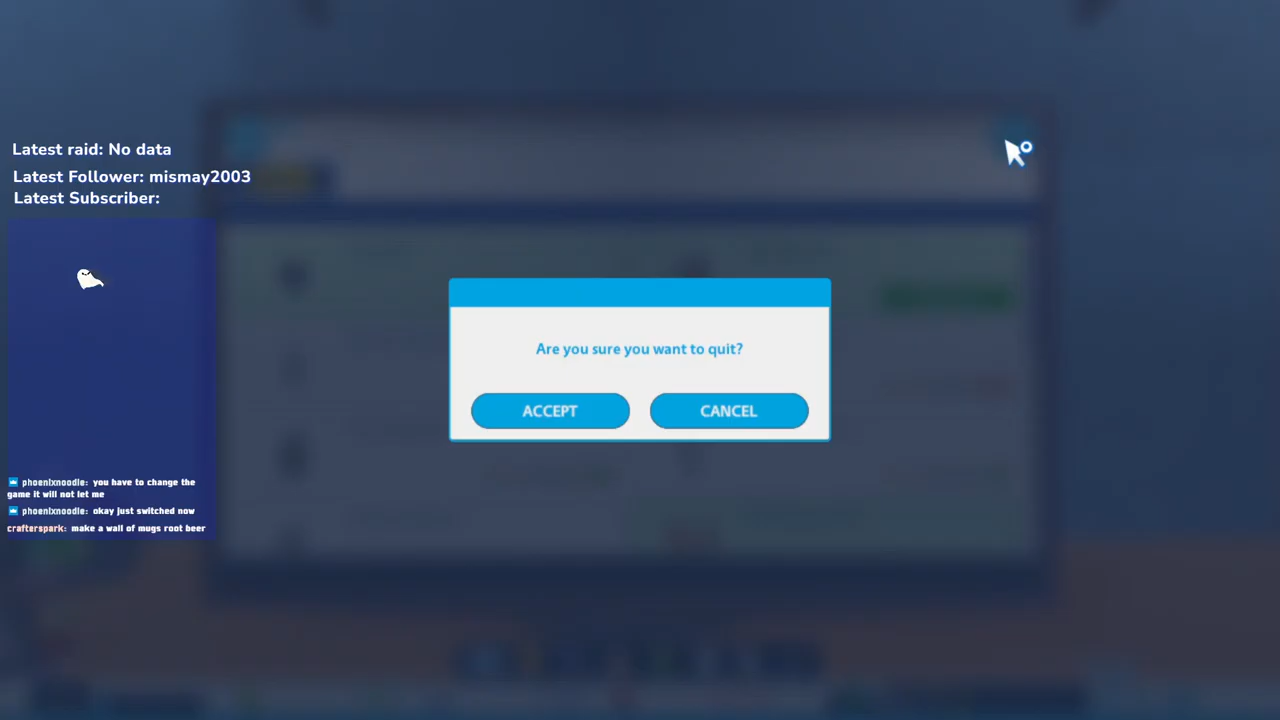 Latest raid: No data
Latest Follower: mismay2003
Latest Subscriber:
Are you sure you want to quit?
ACCEPT
CANCEL
phoenixnoodle: you have to change the
game it will not let me
phoenixnoodle: okay just switched now
crafterspark: make a wall of mugs root beer